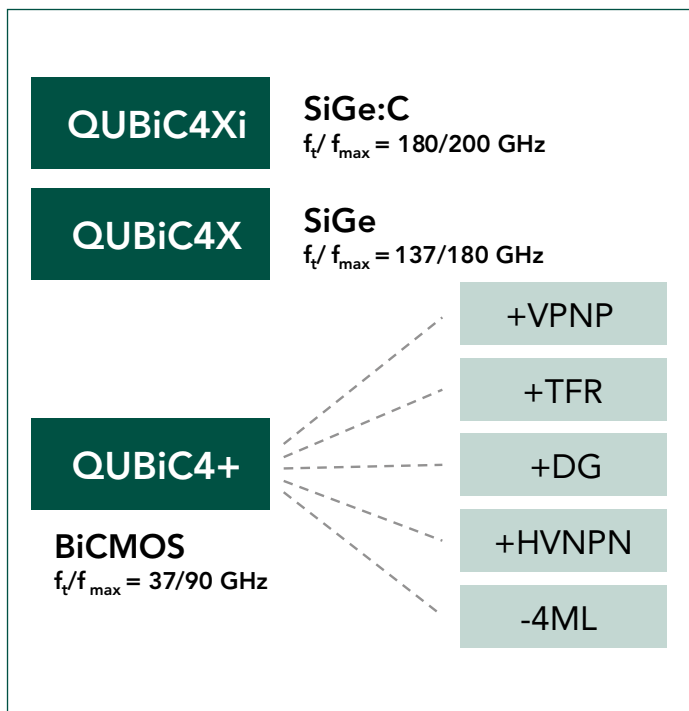 QUBiC4Xi
SiGe:C
ft/ fmax = 180/200 GHz
QUBiC4X
SiGe
ft/ fmax = 137/180 GHz
+VPNP
+TFR
QUBiC4+
+DG
BiCMOS
ft/f max = 37/90 GHz
+HVNPN
-4ML